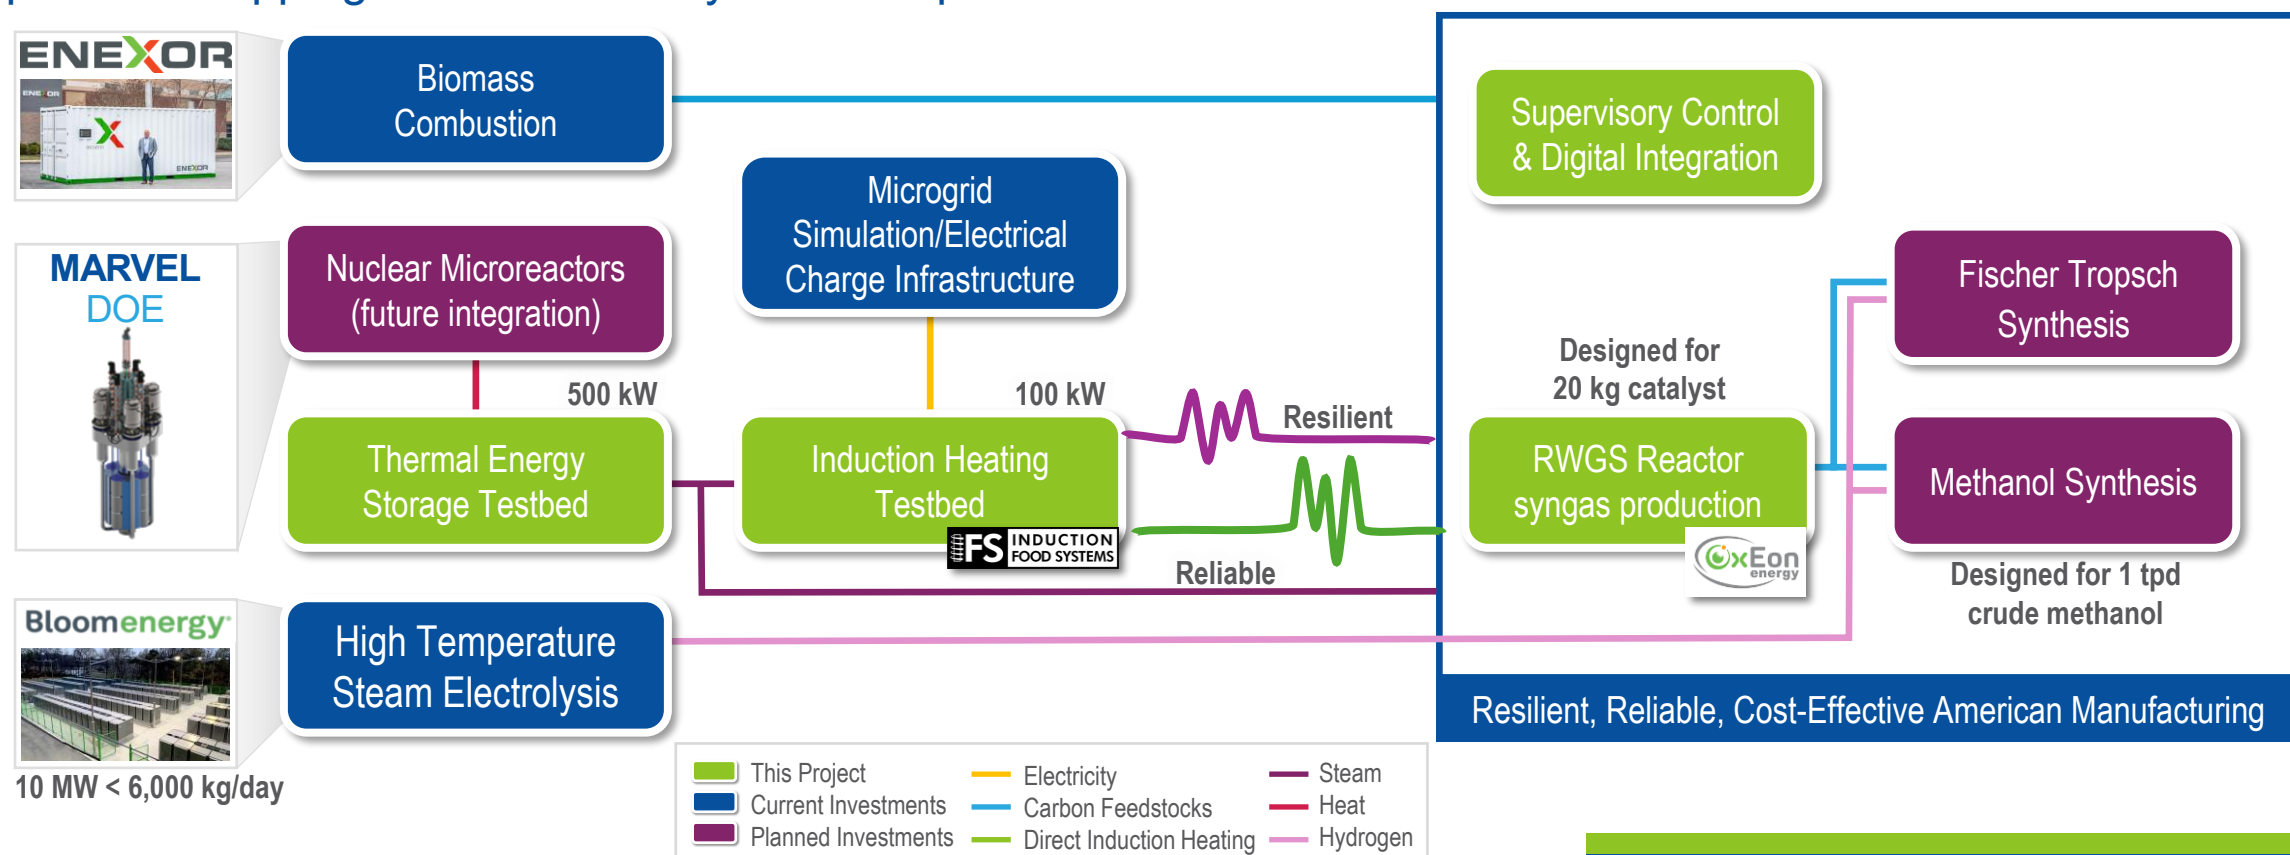 ENEXOR
Biomass
Combustion
Supervisory Control
& Digital Integration
Microgrid
Simulation/Electrical
Charge Infrastructure
MARVEL
DOE
Nuclear Microreactors
(future integration)
Fischer Tropsch
Synthesis
500 kW
100 kW
Resilient
Designed for
20 kg catalyst
Thermal Energy
Storage Testbed
Induction Heating
Testbed
FS INDUCTION
FOOD SYSTEMS
Reliable
RWGS Reactor
syngas production
OxEon
energy
Methanol Synthesis
Designed for 1 tpd
crude methanol
Bloomenergy
High Temperature
Steam Electrolysis
10 MW < 6,000 kg/day
Resilient, Reliable, Cost-Effective American Manufacturing
This Project
Current Investments
Planned Investments
Electricity
Carbon Feedstocks
Direct Induction Heating
Steam
Heat
Hydrogen